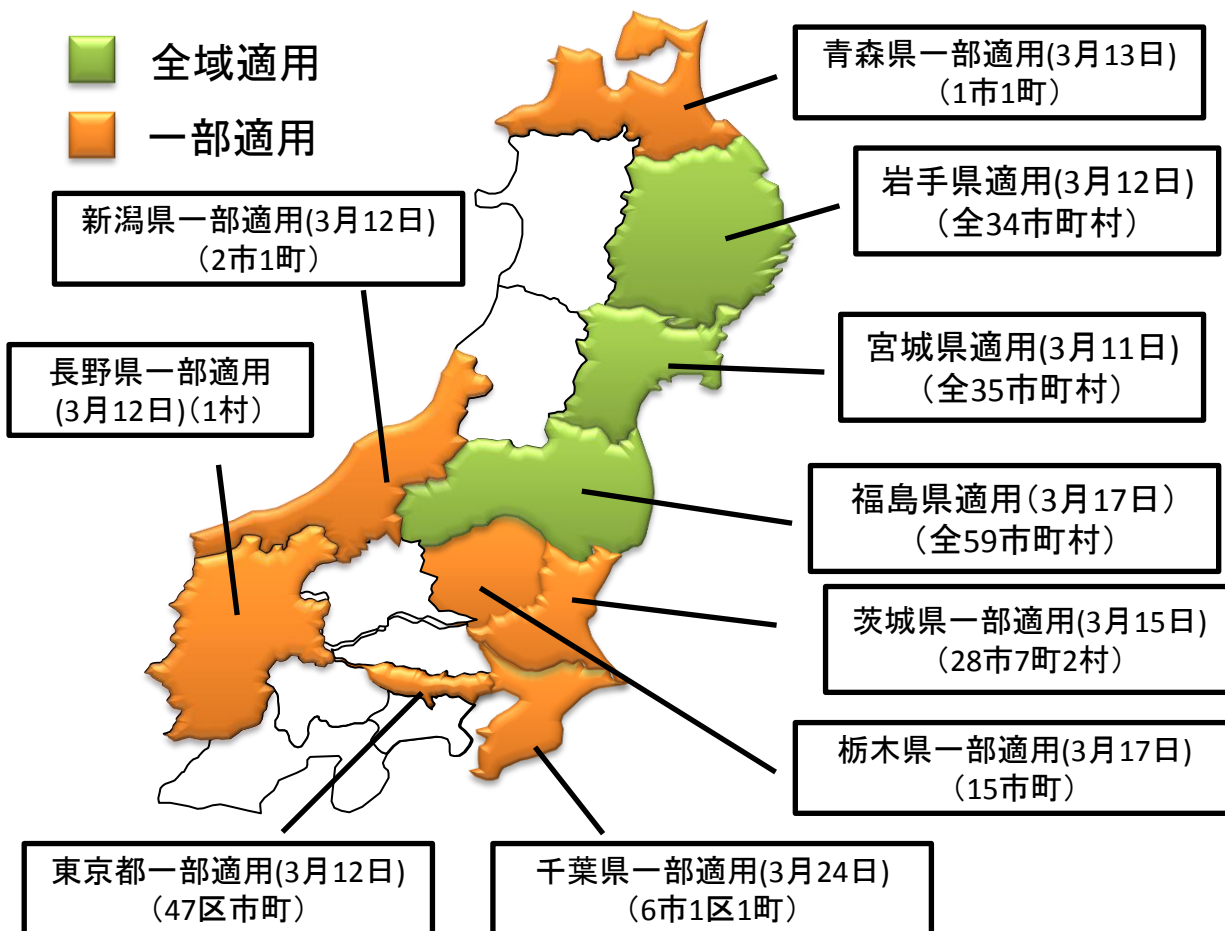 全域適用
一部適用
青森県一部適用(3月13日)
（1市1町）
岩手県適用(3月12日)
（全34市町村）
新潟県一部適用(3月12日)
（2市1町）
宮城県適用(3月11日)
（全35市町村）
長野県一部適用
(3月12日)（1村）
福島県適用（3月17日）
（全59市町村）
茨城県一部適用(3月15日)
（28市7町2村）
栃木県一部適用(3月17日)
（15市町）
東京都一部適用(3月12日)
（47区市町）
千葉県一部適用(3月24日)
（6市1区1町）